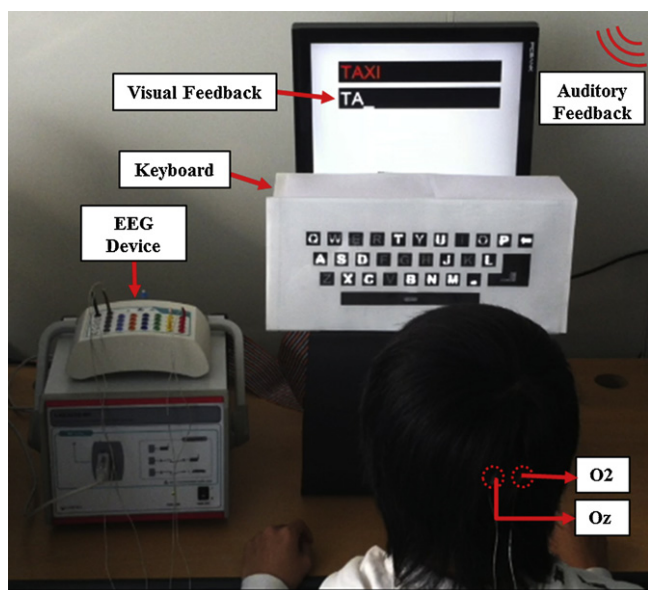 TAXI
Visual Feedback
TA_
Auditory
Feedback
Keyboard
EEG
Device
Q W E R T Y U I O P ←
A S D F G H J K L
Z X C V B N M .
O2
Oz